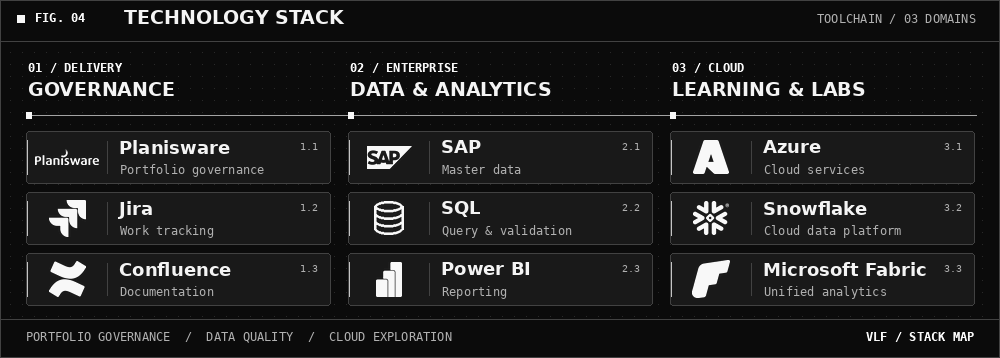 FIG. 04 TECHNOLOGY STACK TOOLCHAIN / 03 DOMAINS
01 / DELIVERY
GOVERNANCE
Planisware
Planisware 1.1
Portfolio governance
Jira 1.2
Work tracking
Confluence 1.3
Documentation
02 / ENTERPRISE
DATA & ANALYTICS
SAP
SAP 2.1
Master data
SQL 2.2
Query & validation
Power BI 2.3
Reporting
03 / CLOUD
LEARNING & LABS
Azure 3.1
Cloud services
Snowflake 3.2
Cloud data platform
Microsoft Fabric 3.3
Unified analytics
PORTFOLIO GOVERNANCE / DATA QUALITY / CLOUD EXPLORATION
VLF / STACK MAP